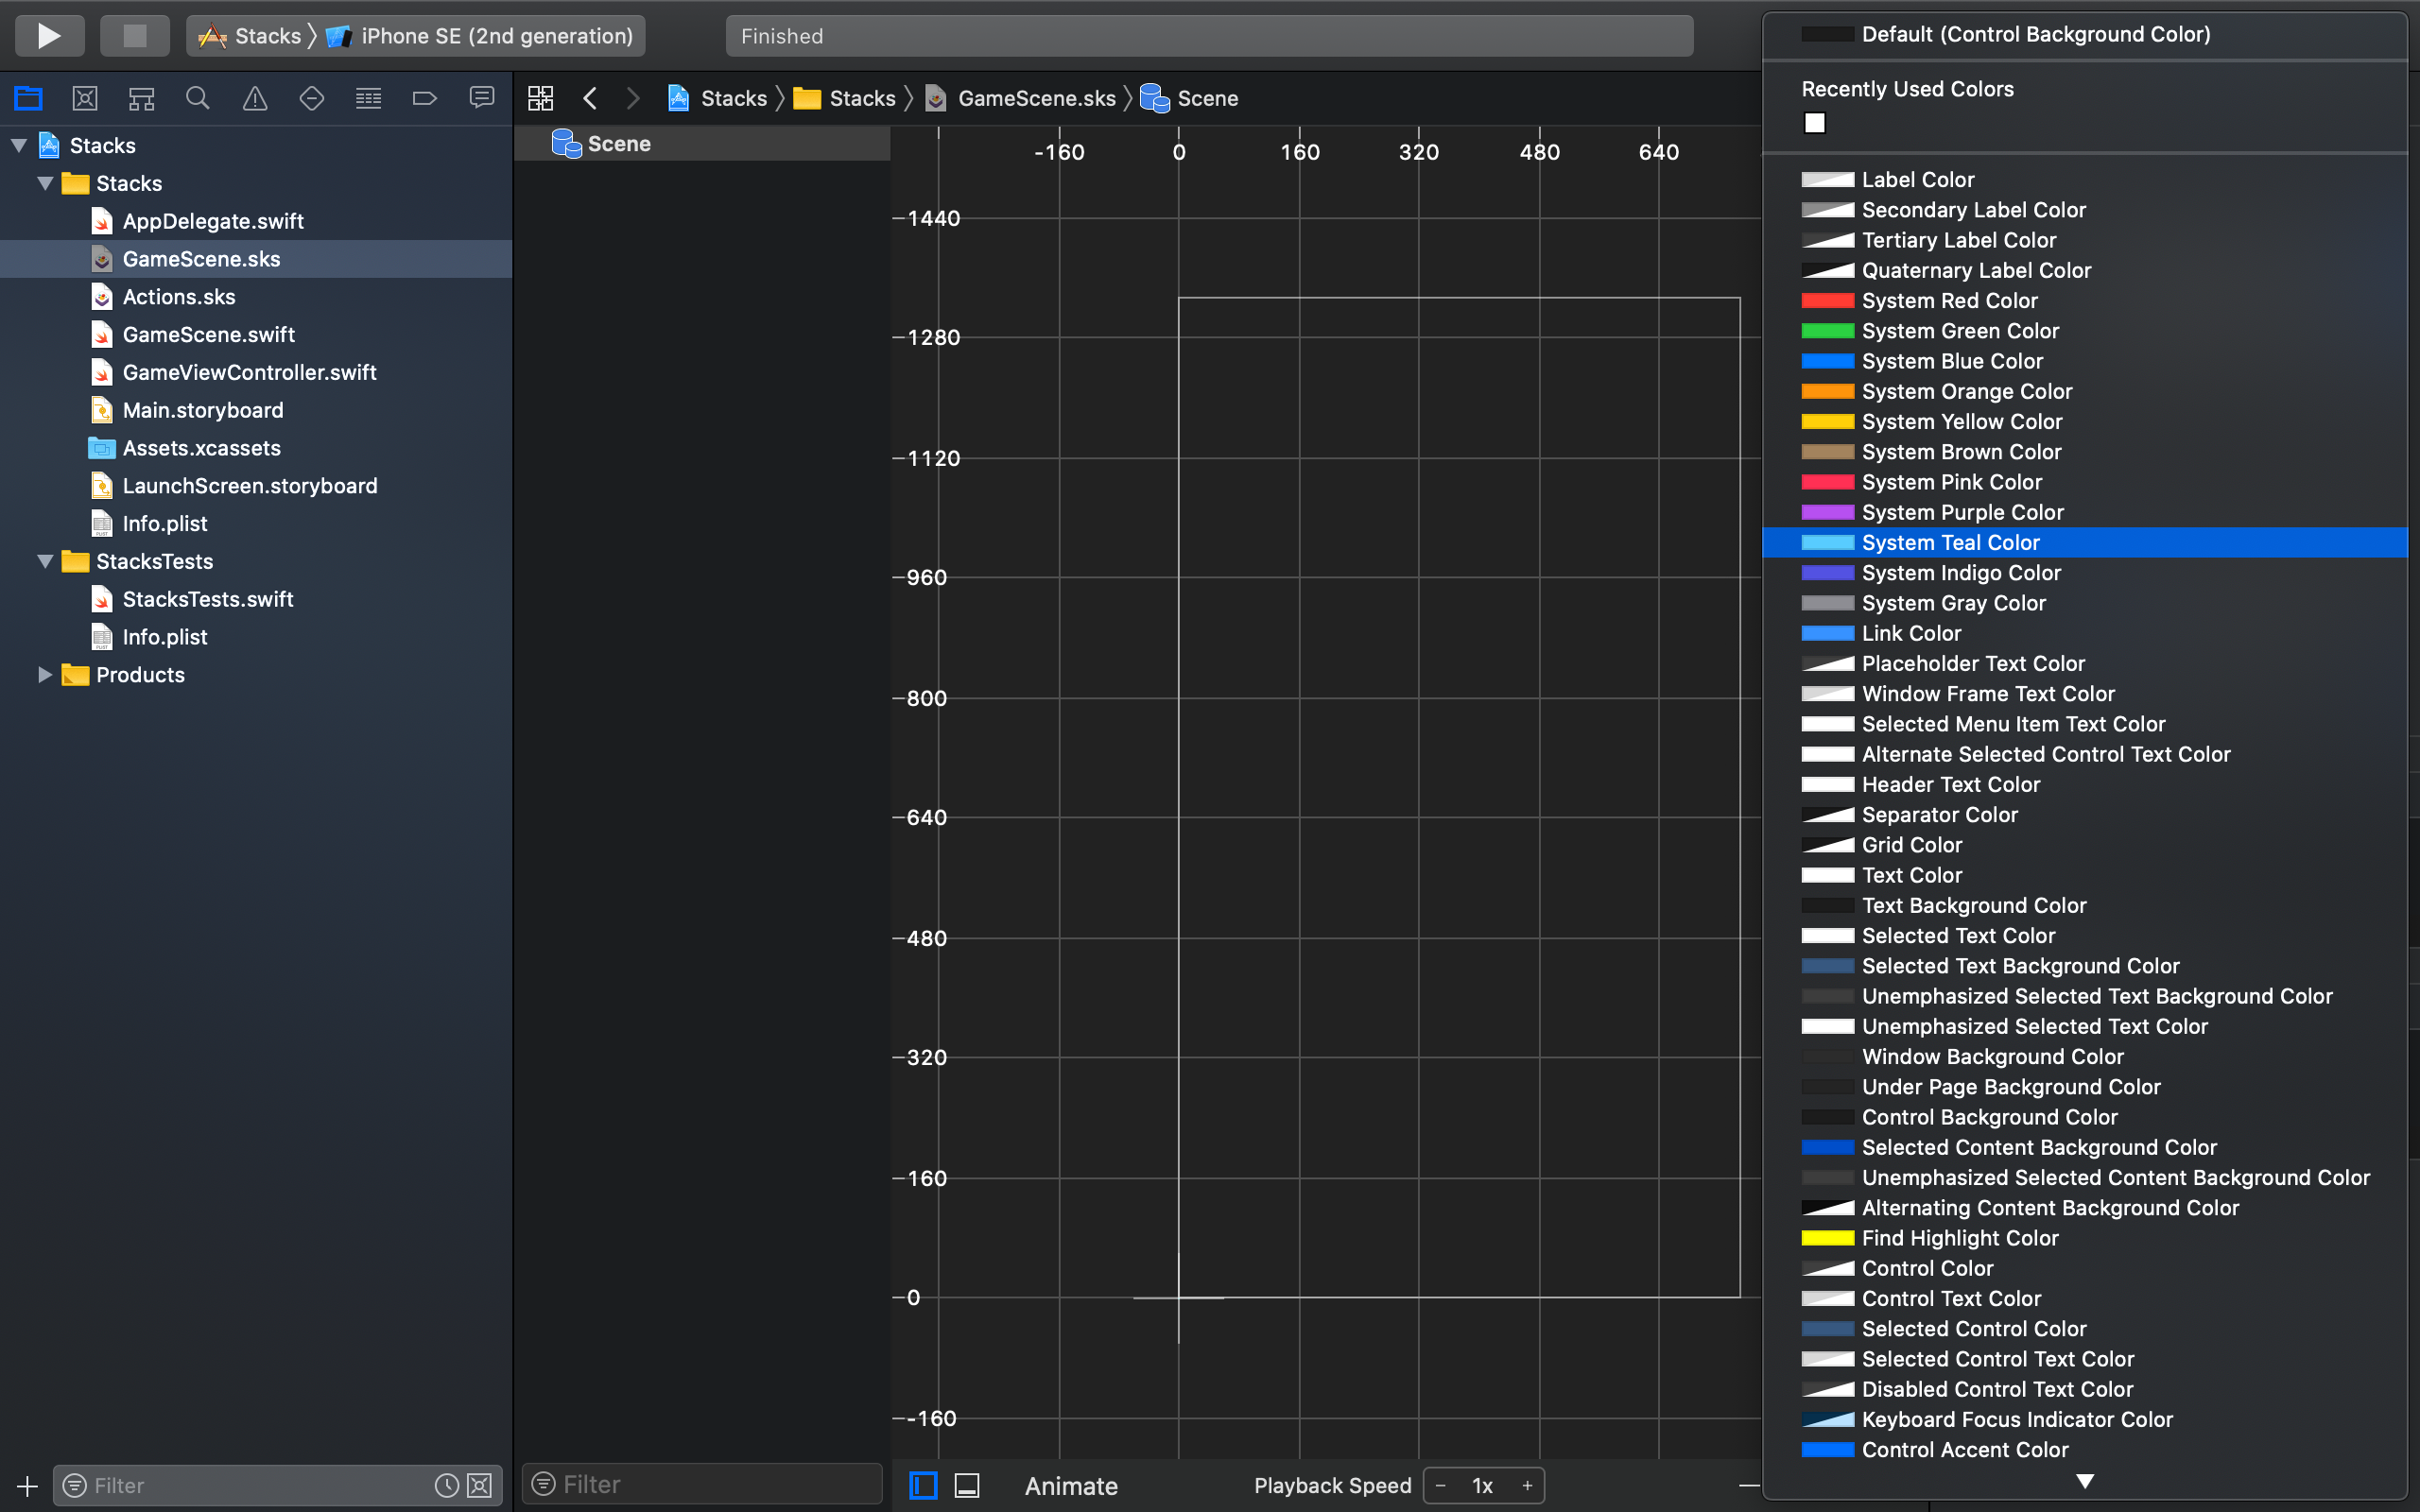 Stacks iPhone SE (2nd generation)
Finished
Stacks
Stacks
AppDelegate.swift
GameScene.sks
Actions.sks
GameScene.swift
GameViewController.swift
Main.storyboard
Assets.xcassets
LaunchScreen.storyboard
Info.plist
StacksTests
StacksTests.swift
Info.plist
Products
Filter
Stacks Stacks GameScene.sks Scene
Scene
Filter
-160 0 160 320 480 640
1440
1280
1120
960
800
640
480
320
160
0
-160
Animate
Playback Speed - 1x +
Default (Control Background Color)
Recently Used Colors
Label Color
Secondary Label Color
Tertiary Label Color
Quaternary Label Color
System Red Color
System Green Color
System Blue Color
System Orange Color
System Yellow Color
System Brown Color
System Pink Color
System Purple Color
System Teal Color
System Indigo Color
System Gray Color
Link Color
Placeholder Text Color
Window Frame Text Color
Selected Menu Item Text Color
Alternate Selected Control Text Color
Header Text Color
Separator Color
Grid Color
Text Color
Text Background Color
Selected Text Color
Selected Text Background Color
Unemphasized Selected Text Background Color
Unemphasized Selected Text Color
Window Background Color
Under Page Background Color
Control Background Color
Selected Content Background Color
Unemphasized Selected Content Background Color
Alternating Content Background Color
Find Highlight Color
Control Color
Control Text Color
Selected Control Color
Selected Control Text Color
Disabled Control Text Color
Keyboard Focus Indicator Color
Control Accent Color